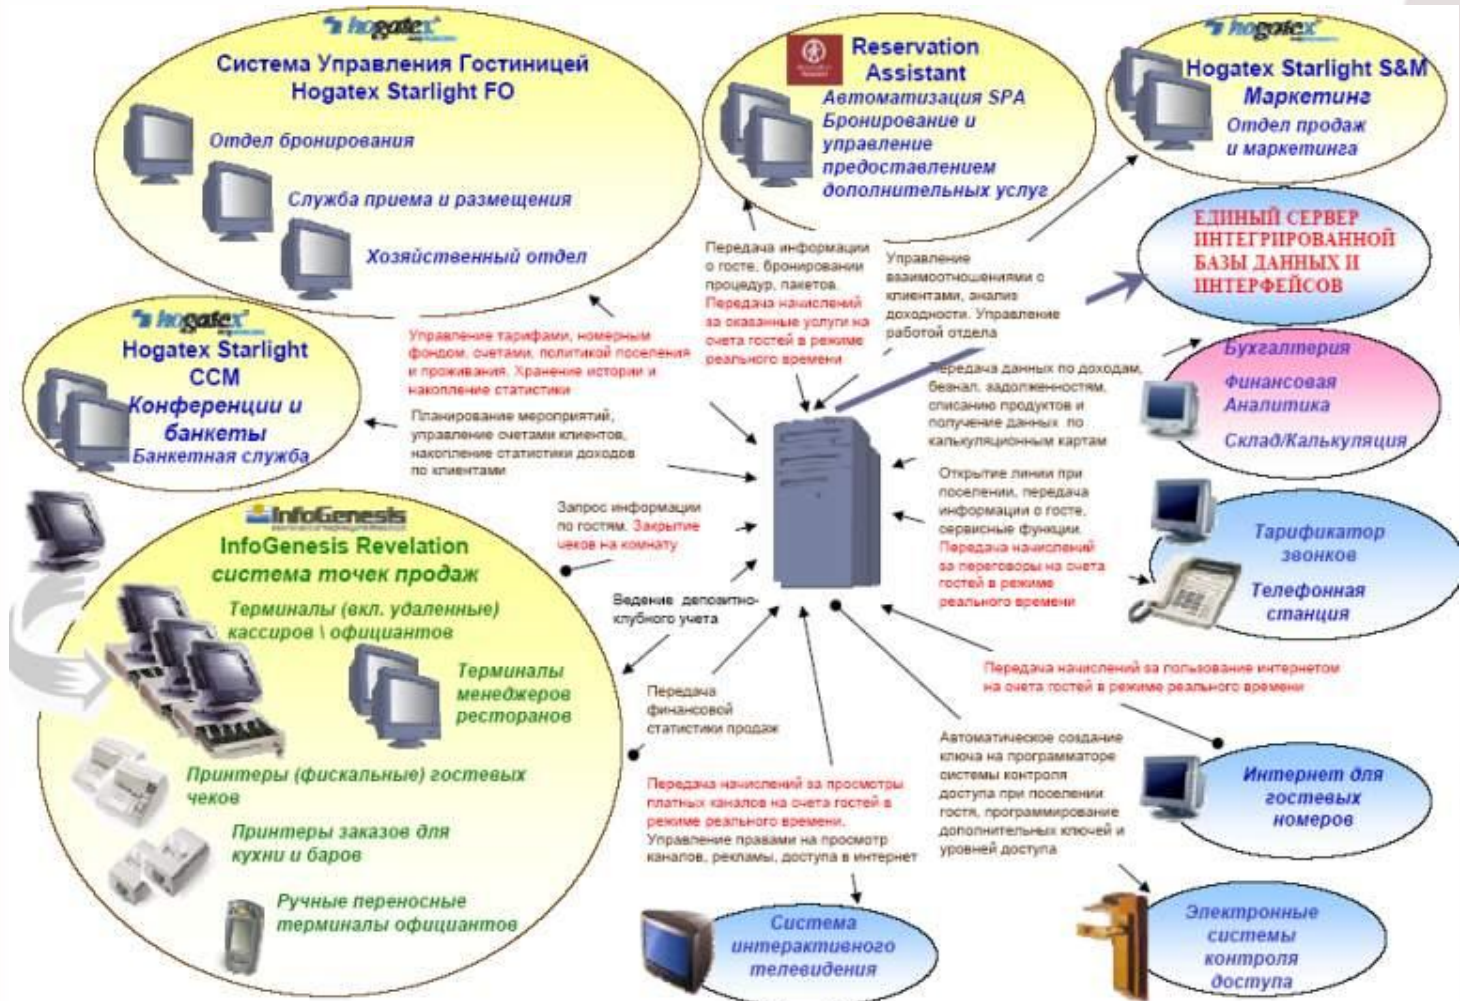 hogatex
Система Управления Гостиницей
Hogatex Starlight FO
Отдел бронирования
Служба приема и размещения
Хозяйственный отдел
Reservation
Assistant
Автоматизация SPA
Бронирование и
управление
предоставлением
дополнительных услуг
hogatex
Hogatex Starlight S&M
Маркетинг
Отдел продаж
и маркетинга
ЕДИНЫЙ СЕРВЕР
ИНТЕГРИРОВАННОЙ
БАЗЫ ДАННЫХ И
ИНТЕРФЕЙСОВ
Передача информации
о госте, бронировании
процедур, пакетов.
Передача начислений
за оказанные услуги на
счета гостей в режиме
реального времени
Управление
взаимоотношениями с
клиентами, анализ
доходности. Управление
работой отдела
hogatex
Hogatex Starlight
CCM
Конференции и
банкеты
Банкетная служба
Управление тарифами, номерным
фондом, счетами, политикой поселения
и проживания. Хранение истории и
накопление статистики
Планирование мероприятий,
управление счетами клиентов,
накопление статистики доходов
по клиентами
Передача данных по доходам,
безнал. задолженностям,
списанию продуктов и
получение данных по
калькуляционным картам
Бухгалтерия
Финансовая
Аналитика
Склад/Калькуляция
Открытие линии при
поселении, передача
информации о госте,
сервисные функции.
Передача начислений
за переговоры на счета
гостей в режиме
реального времени
Тарификатор
звонков
Телефонная
станция
InfoGenesis
InfoGenesis Revelation
система точек продаж
Терминалы (вкл. удаленные)
кассиров \ официантов
Терминалы
менеджеров
ресторанов
Принтеры (фискальные) гостевых
чеков
Принтеры заказов для
кухни и баров
Ручные переносные
терминалы официантов
Запрос информации
по гостям. Закрытие
чеков на комнату
Ведение депозитно-
клубного учета
Передача
финансовой
статистики продаж
Передача начислений за просмотры
платных каналов на счета гостей в
режиме реального времени.
Управление правами на просмотр
каналов, рекламы, доступа в интернет
Передача начислений за пользование интернетом
на счета гостей в режиме реального времени
Автоматическое создание
ключа на программаторе
системы контроля
доступа при поселении
гостя, программирование
дополнительных ключей и
уровней доступа
Интернет для
гостевых
номеров
Система
интерактивного
телевидения
Электронные
системы
контроля
доступа